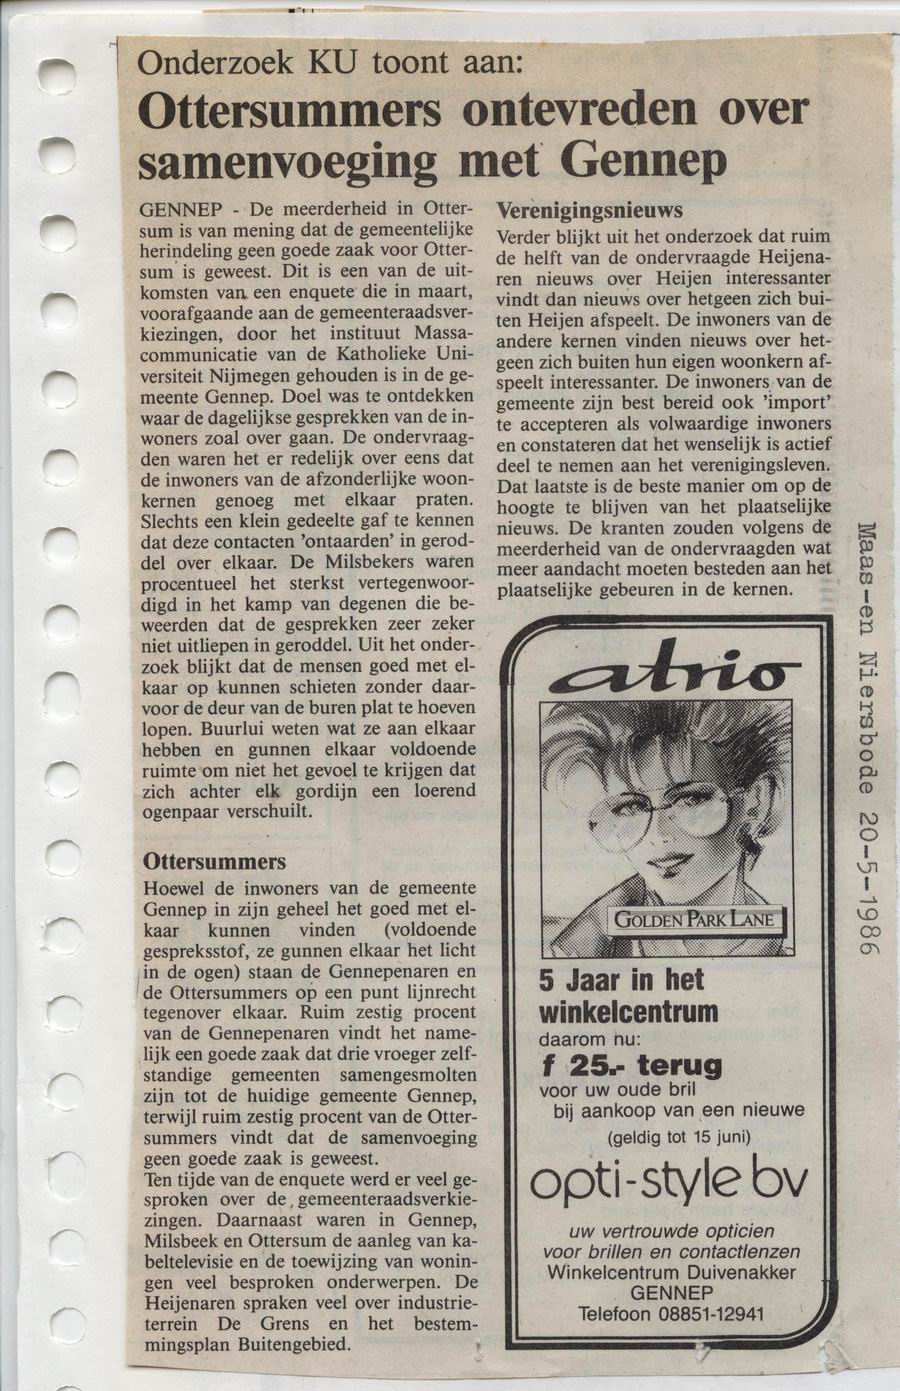 Onderzoek KU toont aan:
Ottersummers ontevreden over
samenvoeging met Gennep
GENNEP - De meerderheid in Otter-
sum is van mening dat de gemeentelijke
herindeling geen goede zaak voor Otter-
sum is geweest. Dit is een van de uit-
komsten van een enquete die in maart,
voorafgaande aan de gemeenteraadsver-
kiezingen, door het instituut Massa-
communicatie van de Katholieke Uni-
versiteit Nijmegen gehouden is in de ge-
meente Gennep. Doel was te ontdekken
waar de dagelijkse gesprekken van de in-
woners zoal over gaan. De ondervraag-
den waren het er redelijk over eens dat
de inwoners van de afzonderlijke woon-
kernen genoeg met elkaar praten.
Slechts een klein gedeelte gaf te kennen
dat deze contacten 'ontaarden' in gerod-
del over elkaar. De Milsbekers waren
procentueel het sterkst vertegenwoor-
digd in het kamp van degenen die be-
weerden dat de gesprekken zeer zeker
niet uitliepen in geroddel. Uit het onder-
zoek blijkt dat de mensen goed met el-
kaar op kunnen schieten zonder daar-
voor de deur van de buren plat te hoeven
lopen. Buurlui weten wat ze aan elkaar
hebben en gunnen elkaar voldoende
ruimte om niet het gevoel te krijgen dat
zich achter elk gordijn een loerend
ogenpaar verschuilt.
Ottersummers
Hoewel de inwoners van de gemeente
Gennep in zijn geheel het goed met el-
kaar kunnen vinden (voldoende
gespreksstof, ze gunnen elkaar het licht
in de ogen) staan de Gennepenaren en
de Ottersummers op een punt lijnrecht
tegenover elkaar. Ruim zestig procent
van de Gennepenaren vindt het name-
lijk een goede zaak dat drie vroeger zelf-
standige gemeenten samengesmolten
zijn tot de huidige gemeente Gennep,
terwijl ruim zestig procent van de Otter-
summers vindt dat de samenvoeging
geen goede zaak is geweest.
Ten tijde van de enquete werd er veel ge-
sproken over de gemeenteraadsverkie-
zingen. Daarnaast waren in Gennep,
Milsbeek en Ottersum de aanleg van ka-
beltelevisie en de toewijzing van wonin-
gen veel besproken onderwerpen. De
Heijenaren spraken veel over industrie-
terrein De Grens en het bestem-
mingsplan Buitengebied.
Verenigingsnieuws
Verder blijkt uit het onderzoek dat ruim
de helft van de ondervraagde Heijena-
ren nieuws over Heijen interessanter
vindt dan nieuws over hetgeen zich bui-
ten Heijen afspeelt. De inwoners van de
andere kernen vinden nieuws over het-
geen zich buiten hun eigen woonkern af-
speelt interessanter. De inwoners van de
gemeente zijn best bereid ook 'import'
te accepteren als volwaardige inwoners
en constateren dat het wenselijk is actief
deel te nemen aan het verenigingsleven.
Dat laatste is de beste manier om op de
hoogte te blijven van het plaatselijke
nieuws. De kranten zouden volgens de
meerderheid van de ondervraagden wat
meer aandacht moeten besteden aan het
plaatselijke gebeuren in de kernen.
atrio
GOLDEN PARK LANE
5 Jaar in het
winkelcentrum
daarom nu:
f 25.- terug
voor uw oude bril
bij aankoop van een nieuwe
(geldig tot 15 juni)
opti-style bv
uw vertrouwde opticien
voor brillen en contactlenzen
Winkelcentrum Duivenakker
GENNEP
Telefoon 08851-12941
Maas-en Niersbode 20-5-1986